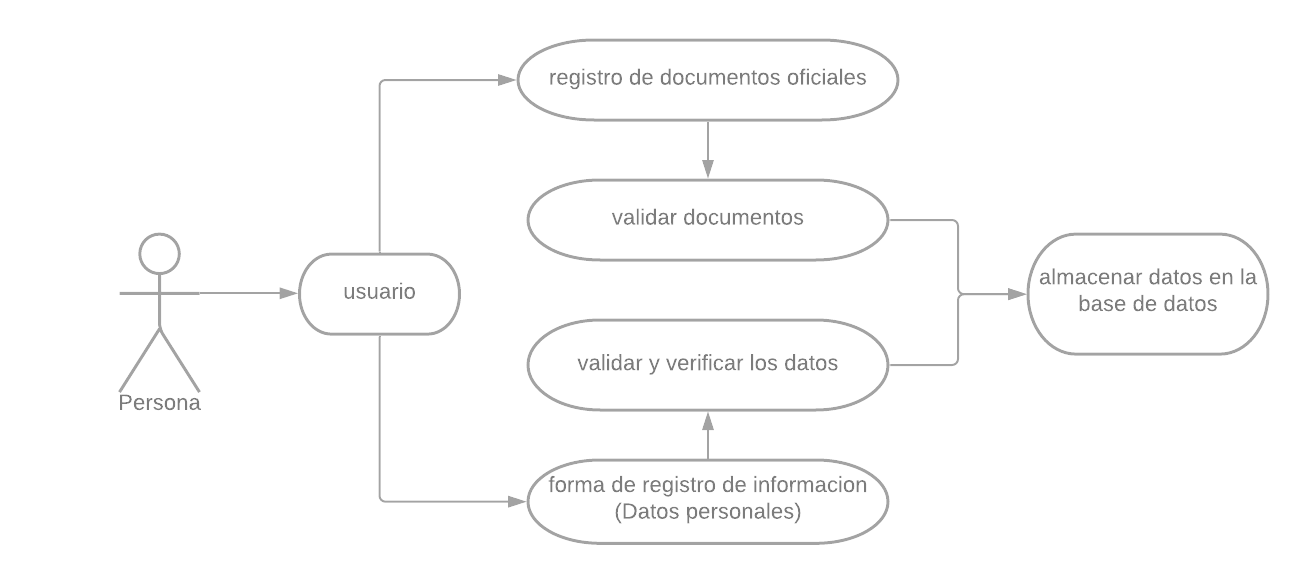 registro de documentos oficiales
validar documentos
usuario
almacenar datos en la
base de datos
validar y verificar los datos
Persona
forma de registro de informacion
(Datos personales)